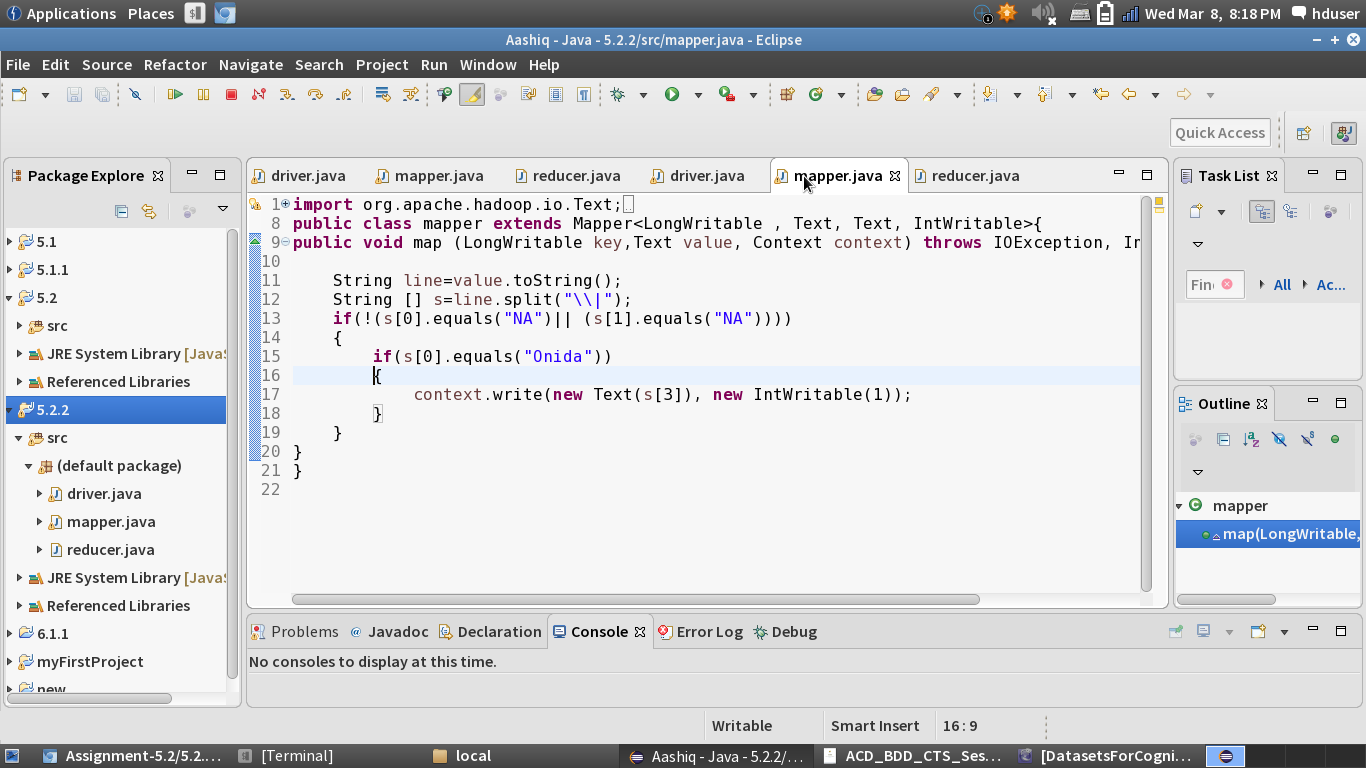 Applications Places Wed Mar 8, 8:18 PM hduser
Aashiq - Java - 5.2.2/src/mapper.java - Eclipse
File Edit Source Refactor Navigate Search Project Run Window Help
Quick Access
Package Explore
5.1
5.1.1
5.2
src
JRE System Library [Java
Referenced Libraries
5.2.2
src
(default package)
driver.java
mapper.java
reducer.java
JRE System Library [Java
Referenced Libraries
6.1.1
myFirstProject
new
driver.java mapper.java reducer.java driver.java mapper.java reducer.java
1 import org.apache.hadoop.io.Text;
8 public class mapper extends Mapper<LongWritable , Text, Text, IntWritable>{
9 public void map (LongWritable key,Text value, Context context) throws IOException, In
10
11 String line=value.toString();
12 String [] s=line.split("\\|");
13 if(!(s[0].equals("NA")|| (s[1].equals("NA"))))
14 {
15 if(s[0].equals("Onida"))
16 {
17 context.write(new Text(s[3]), new IntWritable(1));
18 }
19 }
20 }
21 }
22
Task List
Find All Ac...
Outline
mapper
map(LongWritable,
Problems @ Javadoc Declaration Console Error Log Debug
No consoles to display at this time.
Writable Smart Insert 16 : 9
Assignment-5.2/5.2.... [Terminal] local Aashiq - Java - 5.2.2/... ACD_BDD_CTS_Ses... [DatasetsForCogni...